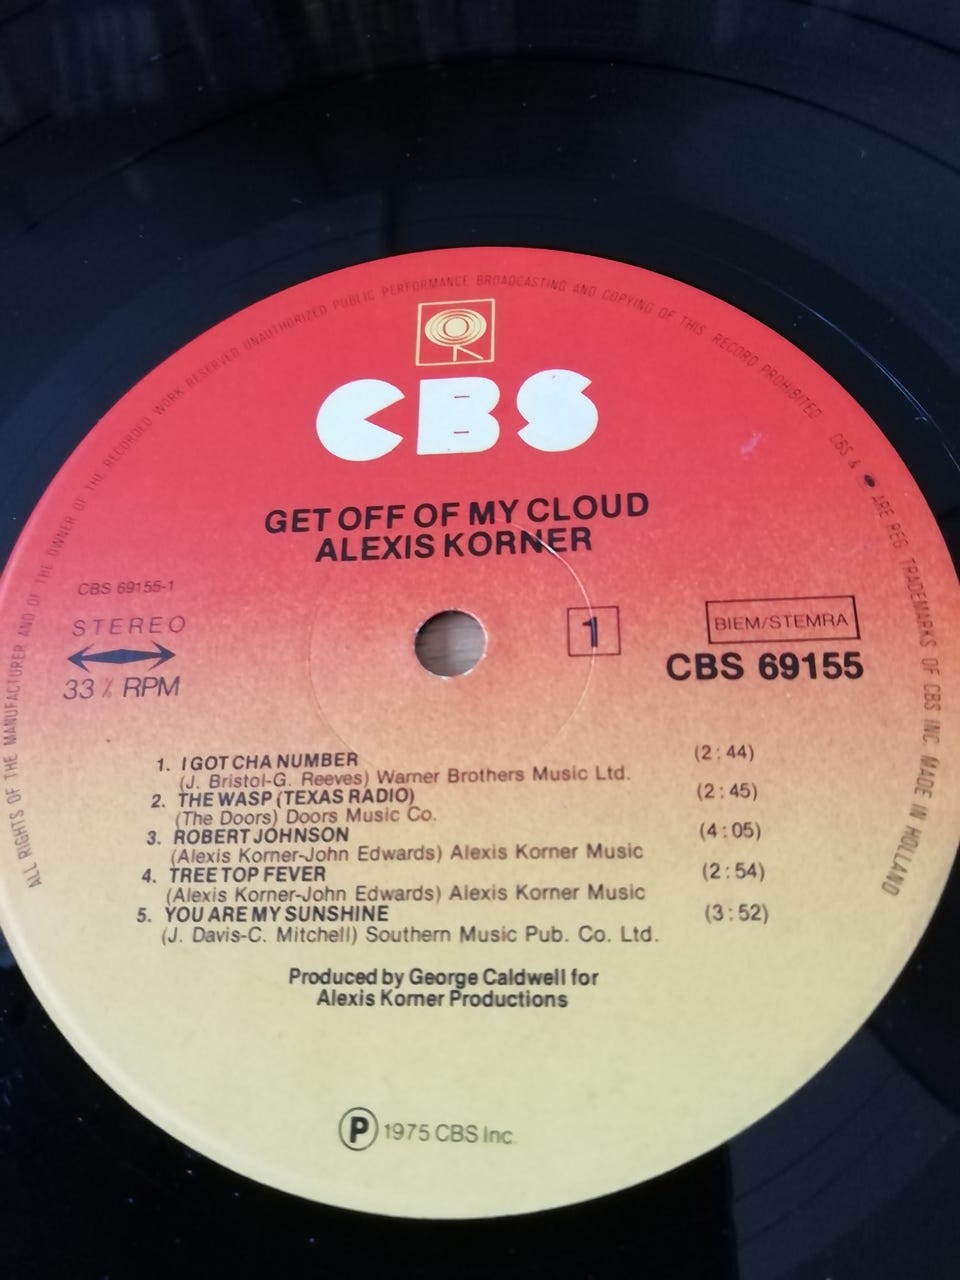 ALL RIGHTS OF THE MANUFACTURER AND OF THE OWNER OF THE RECORDED WORK RESERVED UNAUTHORIZED PUBLIC PERFORMANCE BROADCASTING AND COPYING OF THIS RECORD PROHIBITED CBS & ARE REG TRADEMARKS OF CBS INC. MADE IN HOLLAND
CBS
GET OFF OF MY CLOUD
ALEXIS KORNER
CBS 69155-1
STEREO
33⅓ RPM
1
BIEM/STEMRA
CBS 69155
1. I GOT CHA NUMBER (2:44)
(J. Bristol-G. Reeves) Warner Brothers Music Ltd.
2. THE WASP (TEXAS RADIO) (2:45)
(The Doors) Doors Music Co.
3. ROBERT JOHNSON (4:05)
(Alexis Korner-John Edwards) Alexis Korner Music
4. TREE TOP FEVER (2:54)
(Alexis Korner-John Edwards) Alexis Korner Music
5. YOU ARE MY SUNSHINE (3:52)
(J. Davis-C. Mitchell) Southern Music Pub. Co. Ltd.
Produced by George Caldwell for
Alexis Korner Productions
℗ 1975 CBS Inc.